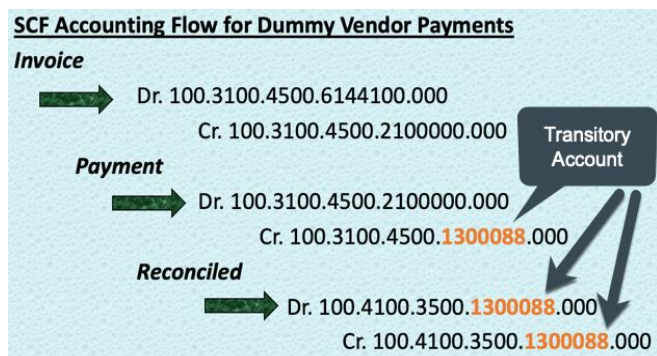 SCF Accounting Flow for Dummy Vendor Payments
Invoice
Dr. 100.3100.4500.6144100.000
Cr. 100.3100.4500.2100000.000
Transitory
Account
Payment
Dr. 100.3100.4500.2100000.000
Cr. 100.3100.4500.1300088.000
Reconciled
Dr. 100.4100.3500.1300088.000
Cr. 100.4100.3500.1300088.000